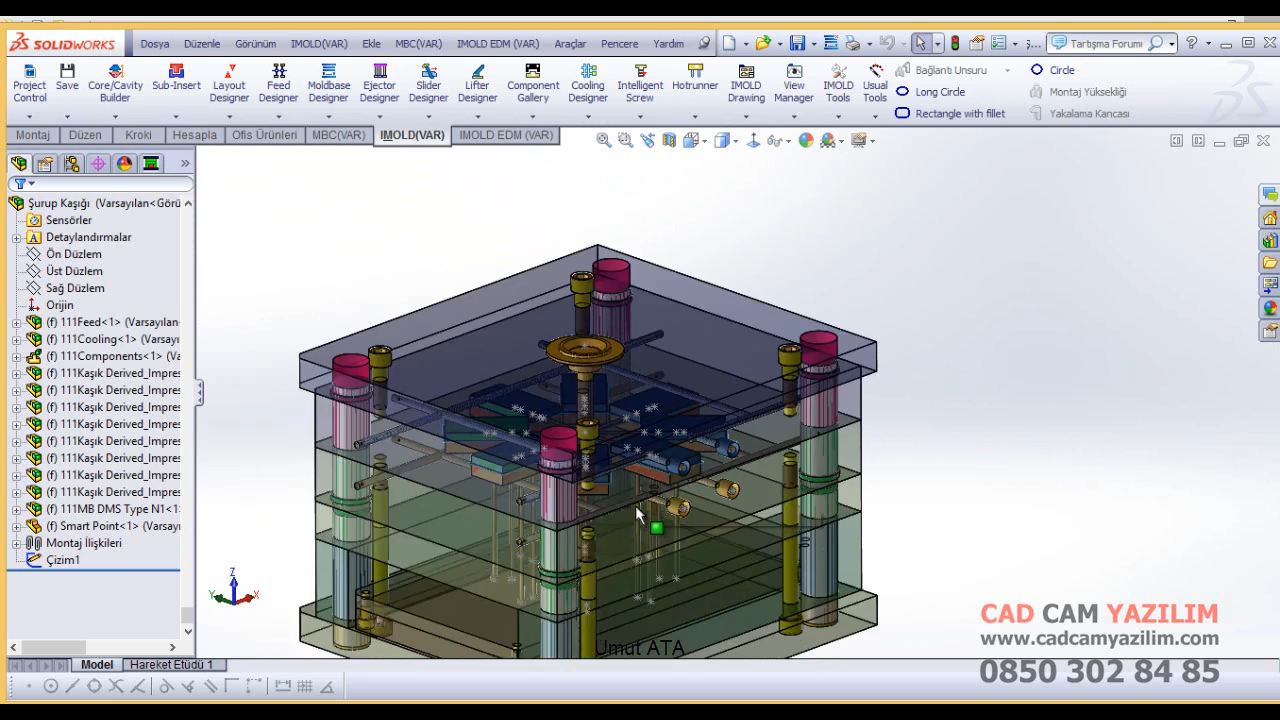 SOLIDWORKS
Dosya Düzenle Görünüm IMOLD(VAR) Ekle MBC(VAR) IMOLD EDM (VAR) Araçlar Pencere Yardım
Ş...
Tartışma Forumı
Project Control
Save
Core/Cavity Builder
Sub-Insert
Layout Designer
Feed Designer
Moldbase Designer
Ejector Designer
Slider Designer
Lifter Designer
Component Gallery
Cooling Designer
Intelligent Screw
Hotrunner
IMOLD Drawing
View Manager
IMOLD Tools
Usual Tools
Bağlantı Unsuru
Long Circle
Rectangle with fillet
Circle
Montaj Yüksekliği
Yakalama Kancası
Montaj Düzen Kroki Hesapla Ofis Ürünleri MBC(VAR) IMOLD(VAR) IMOLD EDM (VAR)
Şurup Kaşığı (Varsayılan<Görü
Sensörler
Detaylandırmalar
Ön Düzlem
Üst Düzlem
Sağ Düzlem
Orijin
(f) 111Feed<1> (Varsayılan
(f) 111Cooling<1> (Varsayıl
(f) 111Components<1> (Va
(f) 111Kaşık Derived_Impres
(f) 111Kaşık Derived_Impres
(f) 111Kaşık Derived_Impres
(f) 111Kaşık Derived_Impres
(f) 111Kaşık Derived_Impres
(f) 111Kaşık Derived_Impres
(f) 111Kaşık Derived_Impres
(f) 111Kaşık Derived_Impres
(f) 111MB DMS Type N1<1>
(f) Smart Point<1> (Varsayı
Montaj İlişkileri
Çizim1
Z
Y X
Umut ATA
CAD CAM YAZILIM
www.cadcamyazilim.com
0850 302 84 85
Model Hareket Etüdü 1